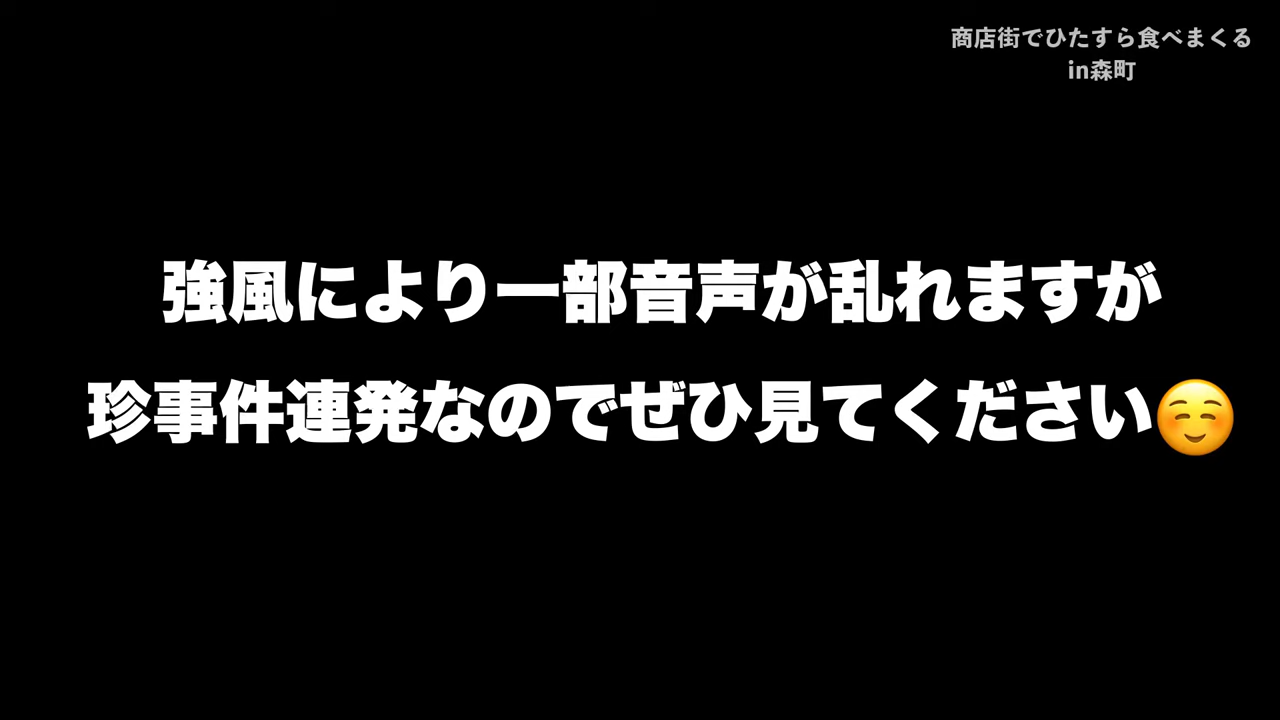 商店街でひたすら食べまくる
in森町
強風により一部音声が乱れますが
珍事件連発なのでぜひ見てください☺️